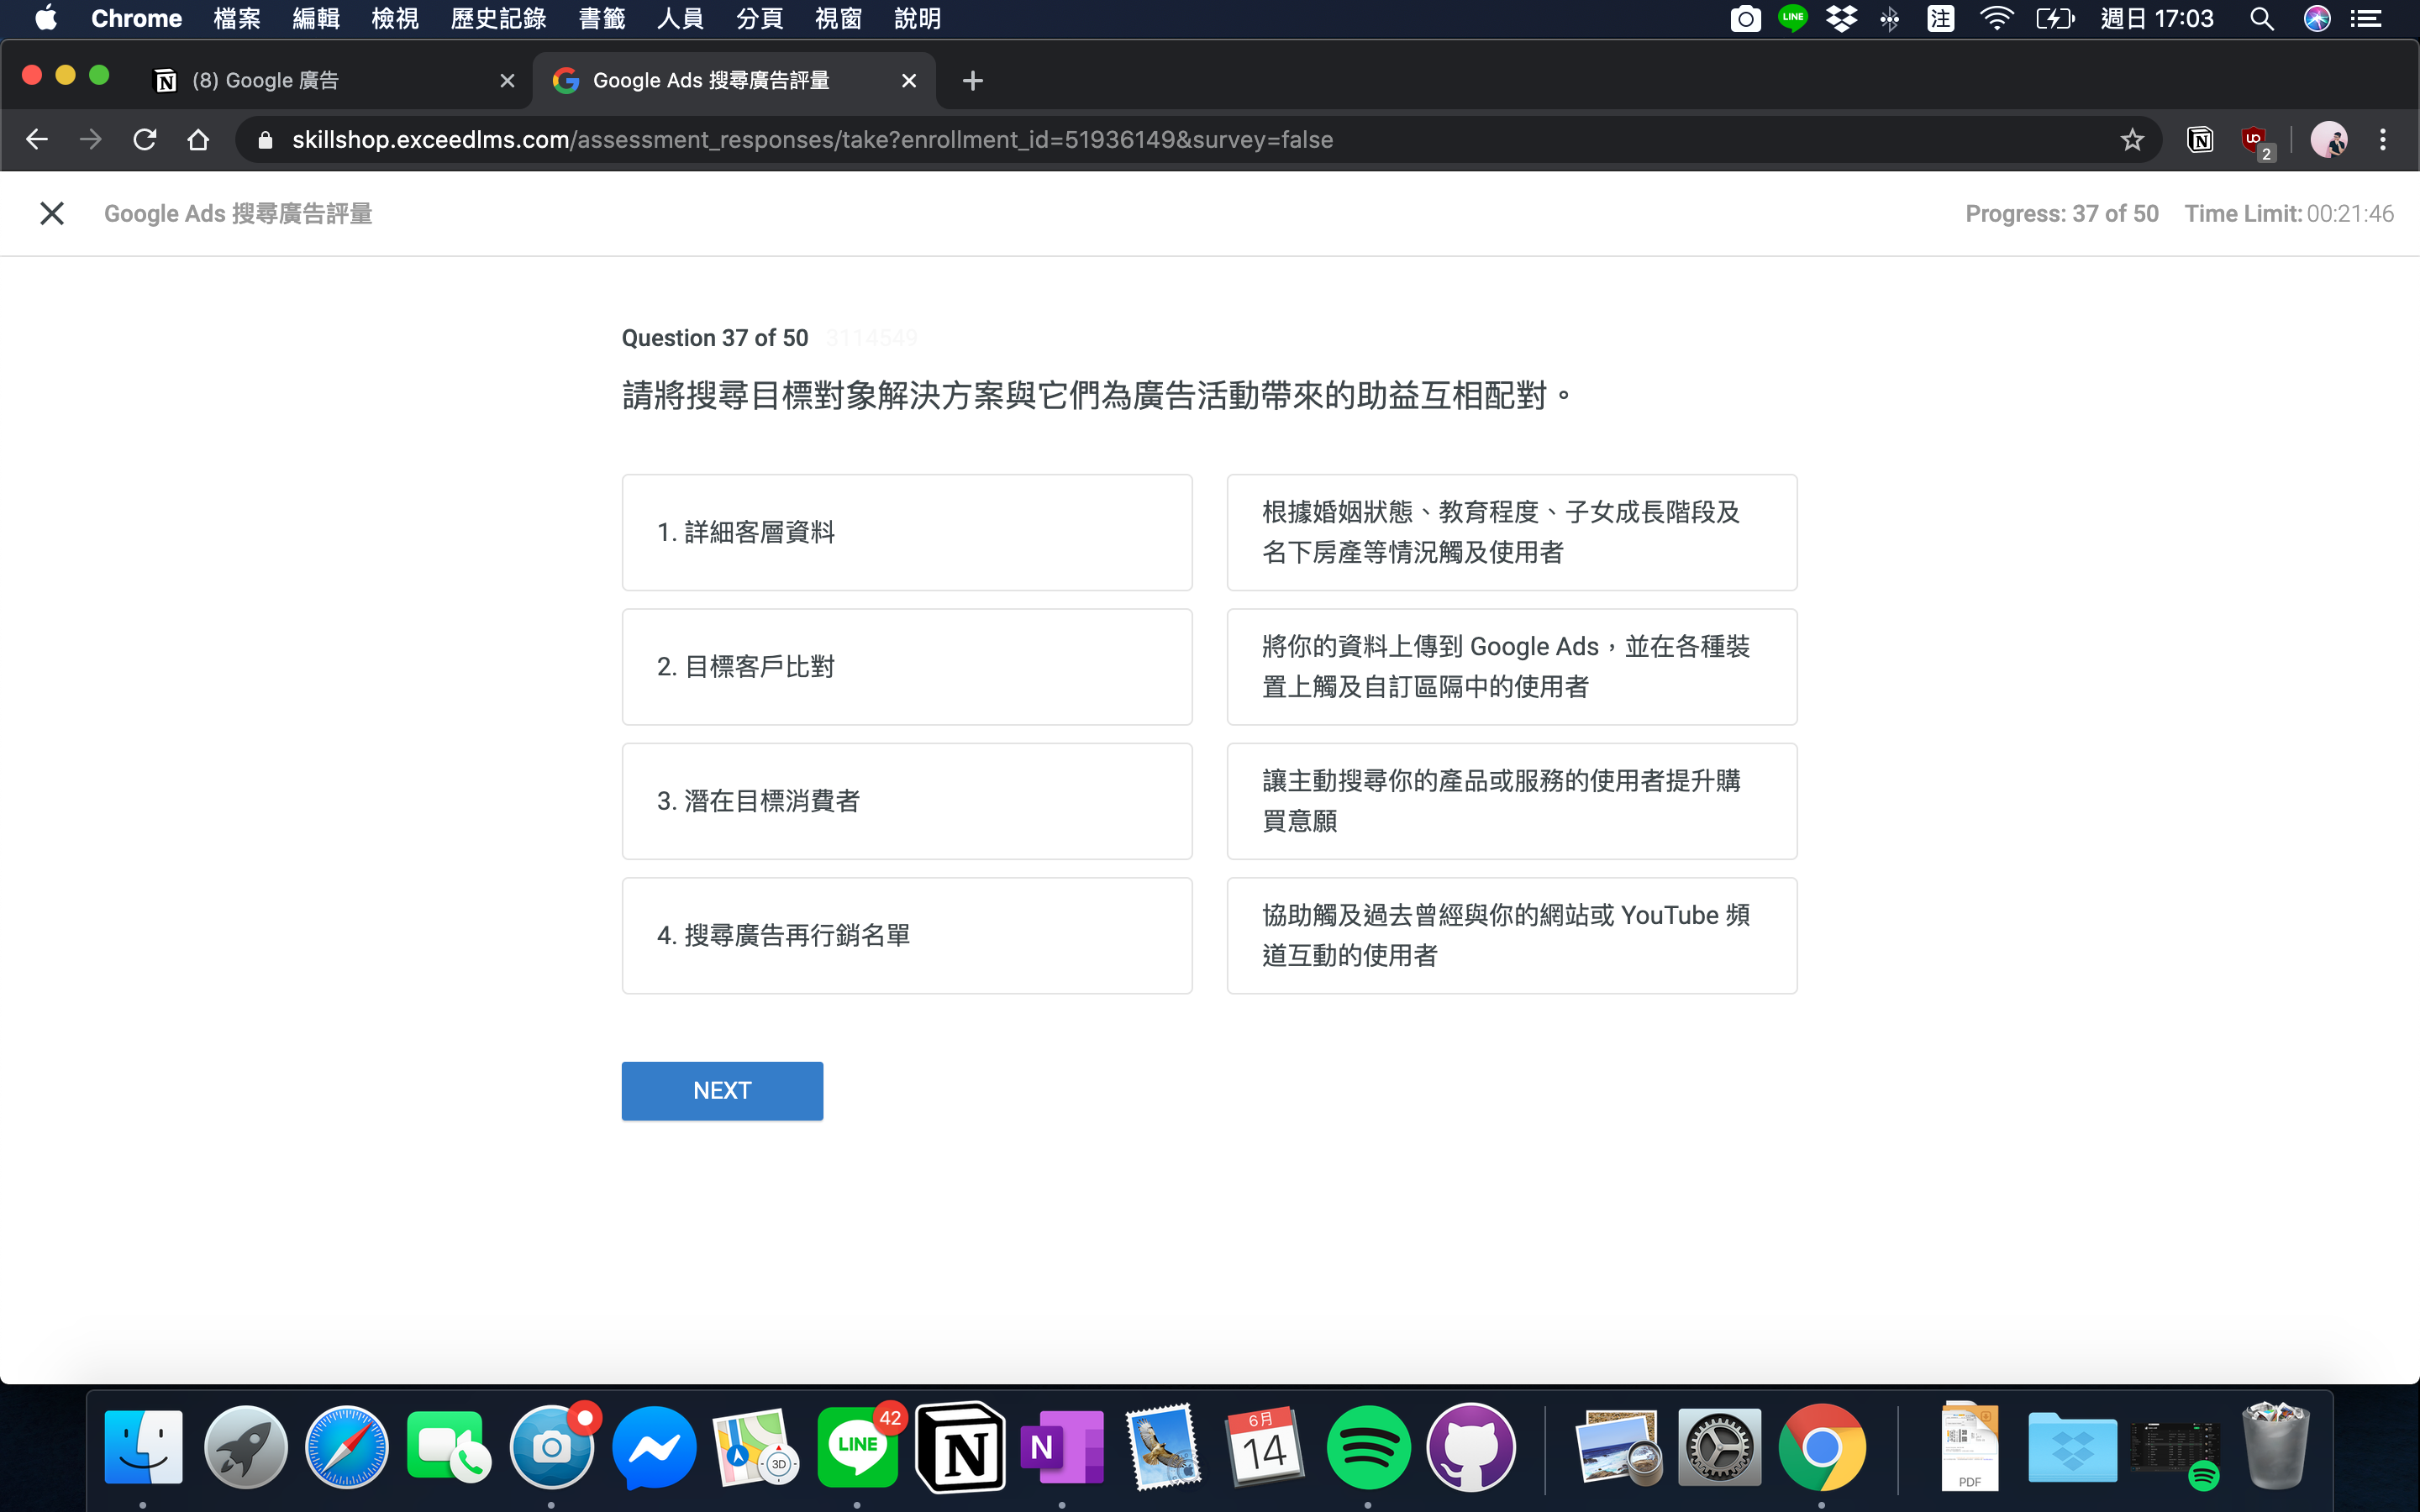 Chrome 檔案 編輯 檢視 歷史記錄 書籤 人員 分頁 視窗 說明 LINE 注 週日 17:03
(8) Google 廣告
Google Ads 搜尋廣告評量
skillshop.exceedlms.com/assessment_responses/take?enrollment_id=51936149&survey=false
2
Google Ads 搜尋廣告評量
Progress: 37 of 50 Time Limit: 00:21:46
Question 37 of 50 3114549
請將搜尋目標對象解決方案與它們為廣告活動帶來的助益互相配對。
1. 詳細客層資料
根據婚姻狀態、教育程度、子女成長階段及
名下房產等情況觸及使用者
2. 目標客戶比對
將你的資料上傳到 Google Ads，並在各種裝
置上觸及自訂區隔中的使用者
3. 潛在目標消費者
讓主動搜尋你的產品或服務的使用者提升購
買意願
4. 搜尋廣告再行銷名單
協助觸及過去曾經與你的網站或 YouTube 頻
道互動的使用者
NEXT
3D
LINE
42
N
N
6月
14
PDF